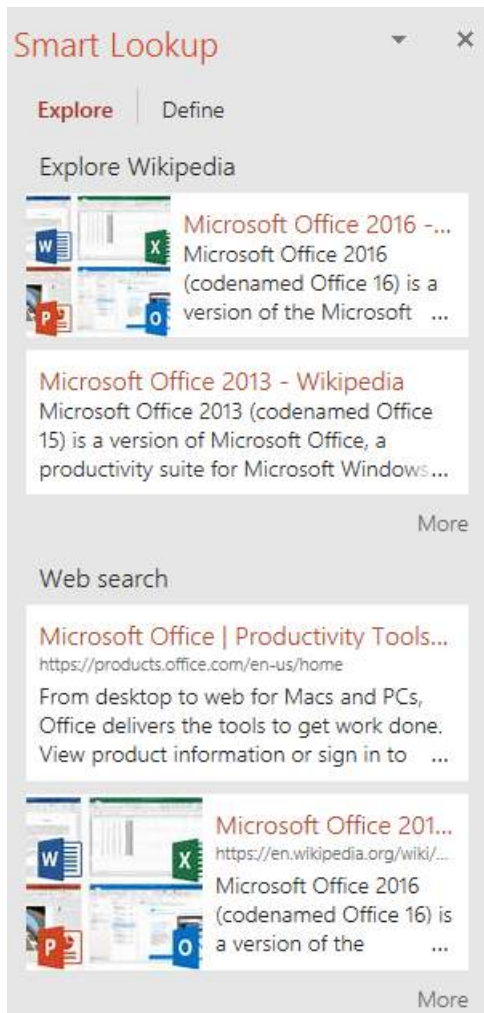 Smart Lookup
Explore Define
Explore Wikipedia
Microsoft Office 2016 -...
Microsoft Office 2016
(codenamed Office 16) is a
version of the Microsoft ...
Microsoft Office 2013 - Wikipedia
Microsoft Office 2013 (codenamed Office
15) is a version of Microsoft Office, a
productivity suite for Microsoft Windows...
More
Web search
Microsoft Office | Productivity Tools...
https://products.office.com/en-us/home
From desktop to web for Macs and PCs,
Office delivers the tools to get work done.
View product information or sign in to ...
Microsoft Office 201...
https://en.wikipedia.org/wiki/...
Microsoft Office 2016
(codenamed Office 16) is
a version of the ...
More